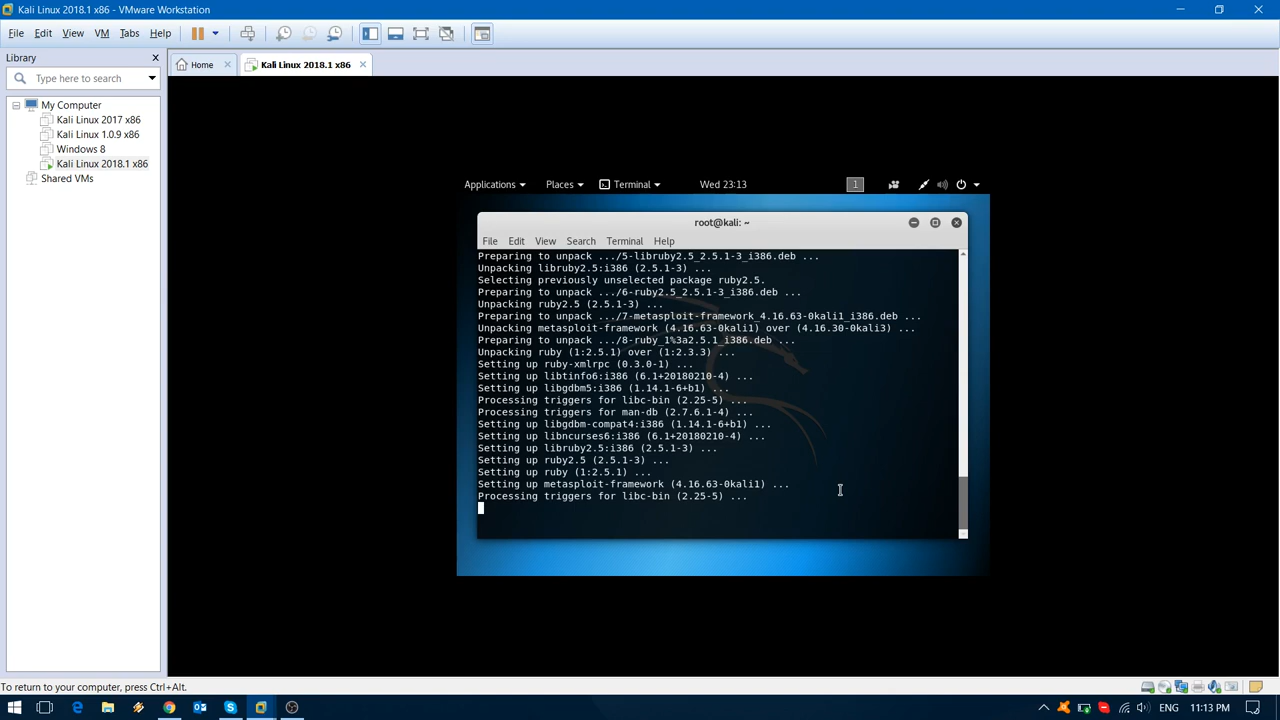 Kali Linux 2018.1 x86 - VMware Workstation
File Edit View VM Tabs Help
Library
Type here to search
My Computer
Kali Linux 2017 x86
Kali Linux 1.0.9 x86
Windows 8
Kali Linux 2018.1 x86
Shared VMs
Home
Kali Linux 2018.1 x86
Applications Places Terminal Wed 23:13 1
root@kali: ~
File Edit View Search Terminal Help
Preparing to unpack .../5-libruby2.5_2.5.1-3_i386.deb ...
Unpacking libruby2.5:i386 (2.5.1-3) ...
Selecting previously unselected package ruby2.5.
Preparing to unpack .../6-ruby2.5_2.5.1-3_i386.deb ...
Unpacking ruby2.5 (2.5.1-3) ...
Preparing to unpack .../7-metasploit-framework_4.16.63-0kali1_i386.deb ...
Unpacking metasploit-framework (4.16.63-0kali1) over (4.16.30-0kali3) ...
Preparing to unpack .../8-ruby_1%3a2.5.1_i386.deb ...
Unpacking ruby (1:2.5.1) over (1:2.3.3) ...
Setting up ruby-xmlrpc (0.3.0-1) ...
Setting up libtinfo6:i386 (6.1+20180210-4) ...
Setting up libgdbm5:i386 (1.14.1-6+b1) ...
Processing triggers for libc-bin (2.25-5) ...
Processing triggers for man-db (2.7.6.1-4) ...
Setting up libgdbm-compat4:i386 (1.14.1-6+b1) ...
Setting up libncurses6:i386 (6.1+20180210-4) ...
Setting up libruby2.5:i386 (2.5.1-3) ...
Setting up ruby2.5 (2.5.1-3) ...
Setting up ruby (1:2.5.1) ...
Setting up metasploit-framework (4.16.63-0kali1) ...
Processing triggers for libc-bin (2.25-5) ...
To return to your computer, press Ctrl+Alt.
ENG 11:13 PM